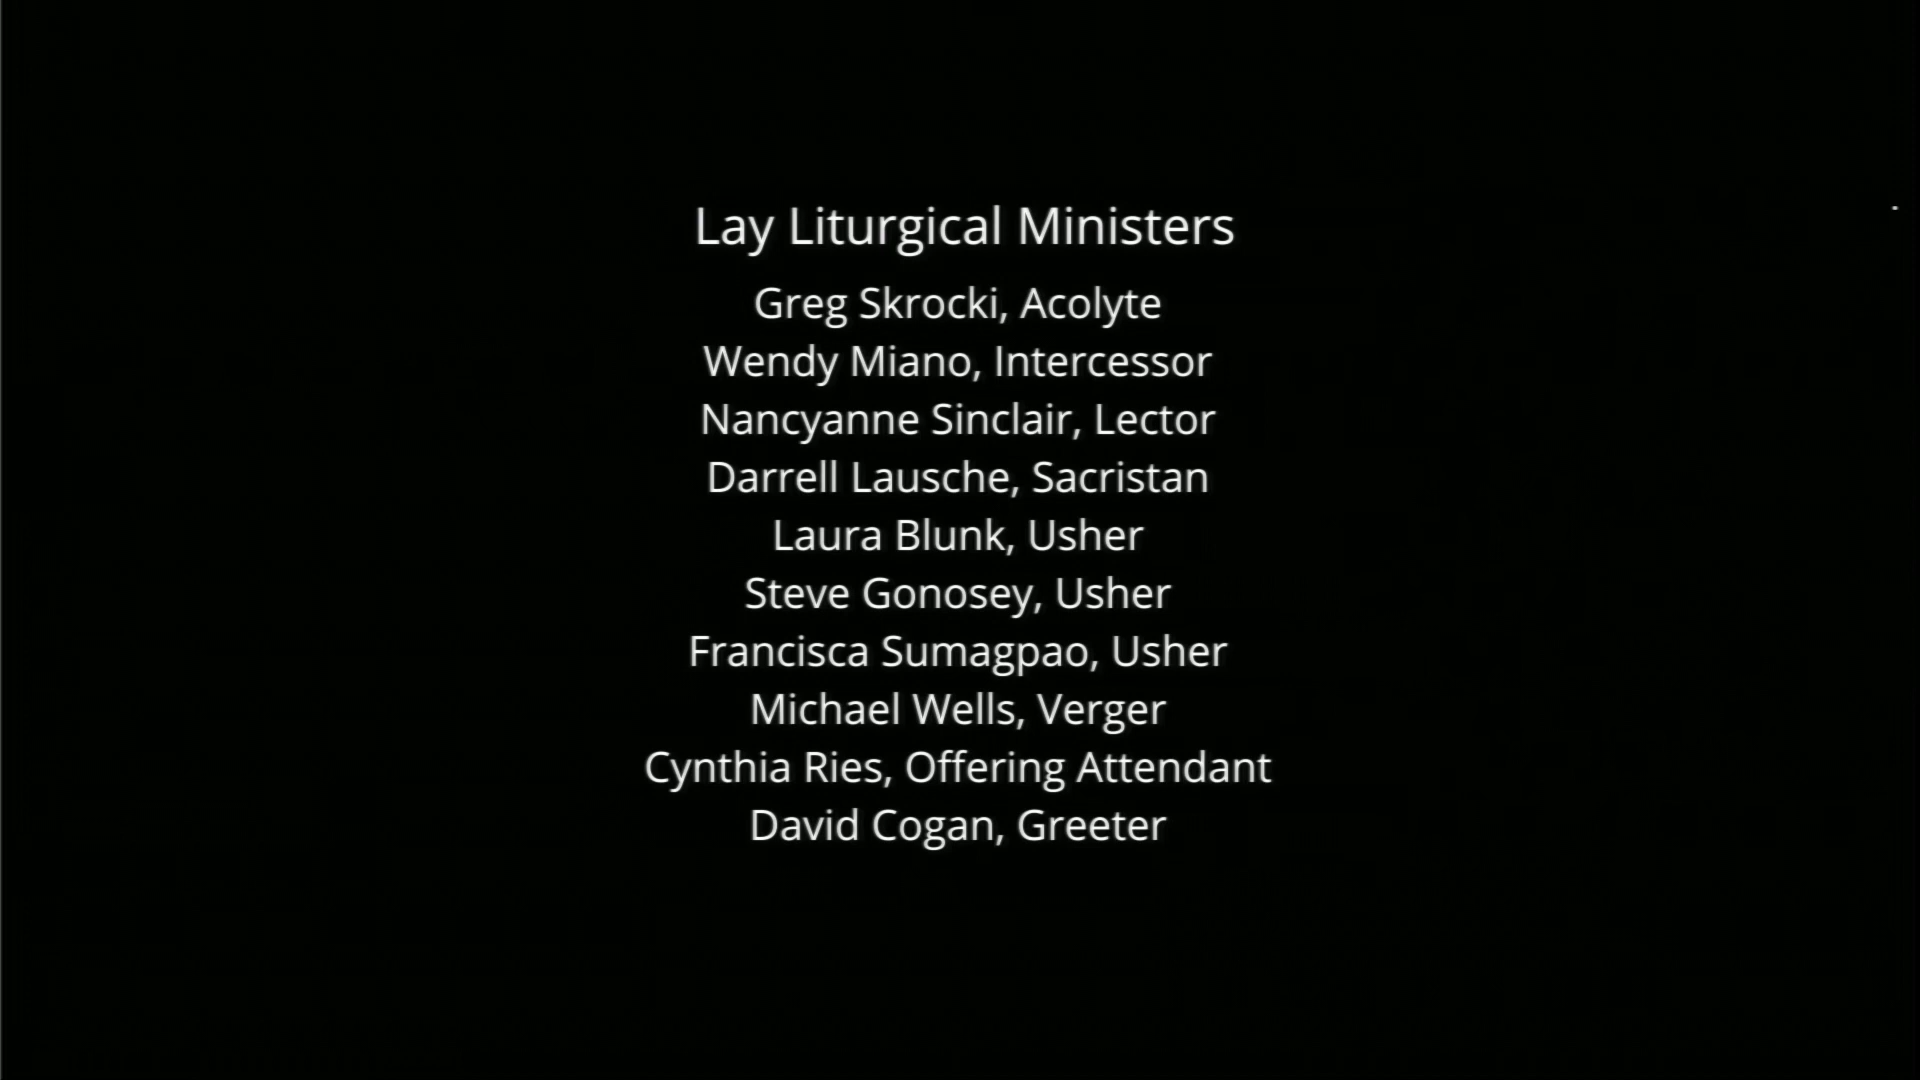 Lay Liturgical Ministers
Greg Skrocki, Acolyte
Wendy Miano, Intercessor
Nancyanne Sinclair, Lector
Darrell Lausche, Sacristan
Laura Blunk, Usher
Steve Gonosey, Usher
Francisca Sumagpao, Usher
Michael Wells, Verger
Cynthia Ries, Offering Attendant
David Cogan, Greeter